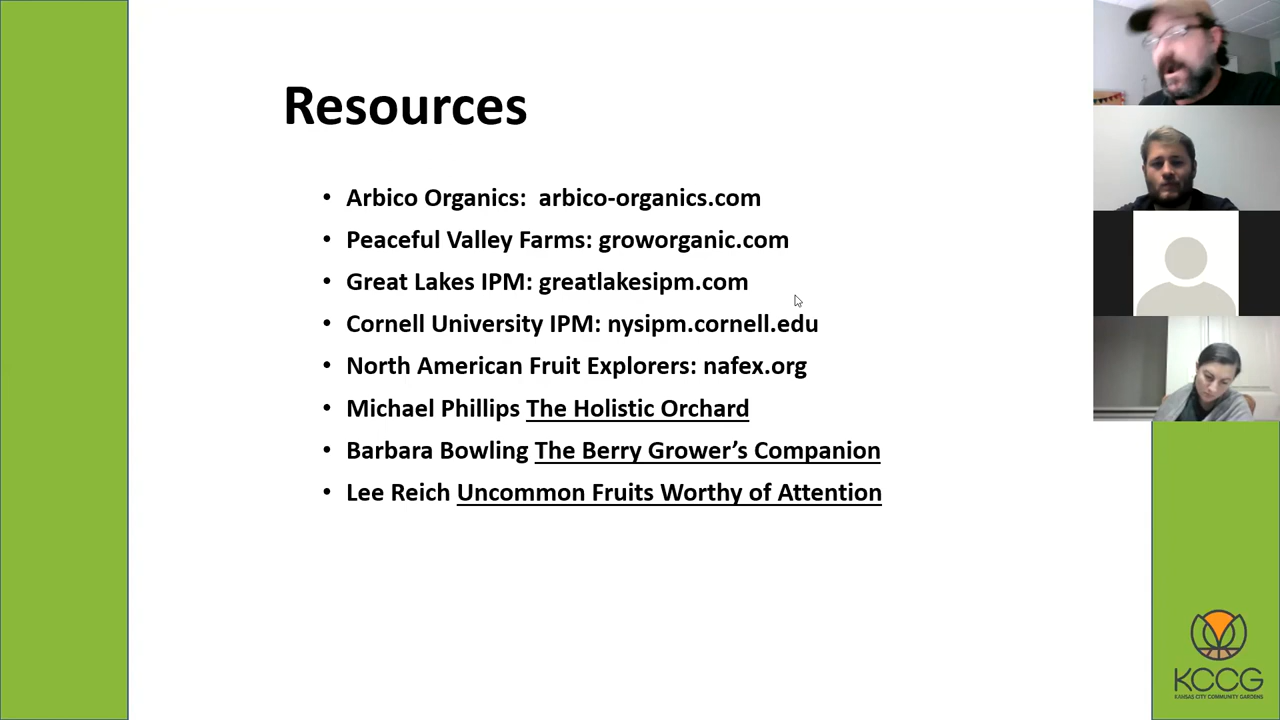 Resources
• Arbico Organics:  arbico-organics.com
• Peaceful Valley Farms: groworganic.com
• Great Lakes IPM: greatlakesipm.com
• Cornell University IPM: nysipm.cornell.edu
• North American Fruit Explorers: nafex.org
• Michael Phillips The Holistic Orchard
• Barbara Bowling The Berry Grower’s Companion
• Lee Reich Uncommon Fruits Worthy of Attention
KCCG
KANSAS CITY COMMUNITY GARDENS